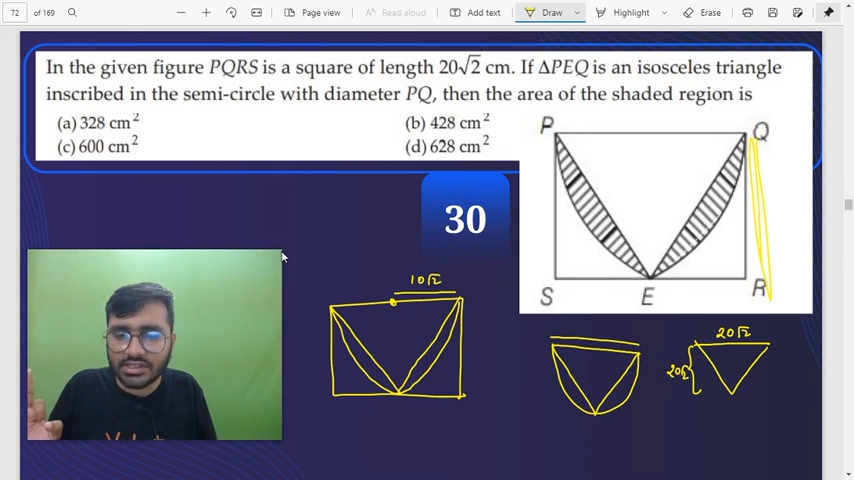 72 of 169
Page view
Read aloud
Add text
Draw
Highlight
Erase
In the given figure PQRS is a square of length 20√2 cm. If ΔPEQ is an isosceles triangle
inscribed in the semi-circle with diameter PQ, then the area of the shaded region is
(a) 328 cm²
(b) 428 cm²
(c) 600 cm²
(d) 628 cm²
P
Q
S
E
R
30
10√2
20√2
20√2